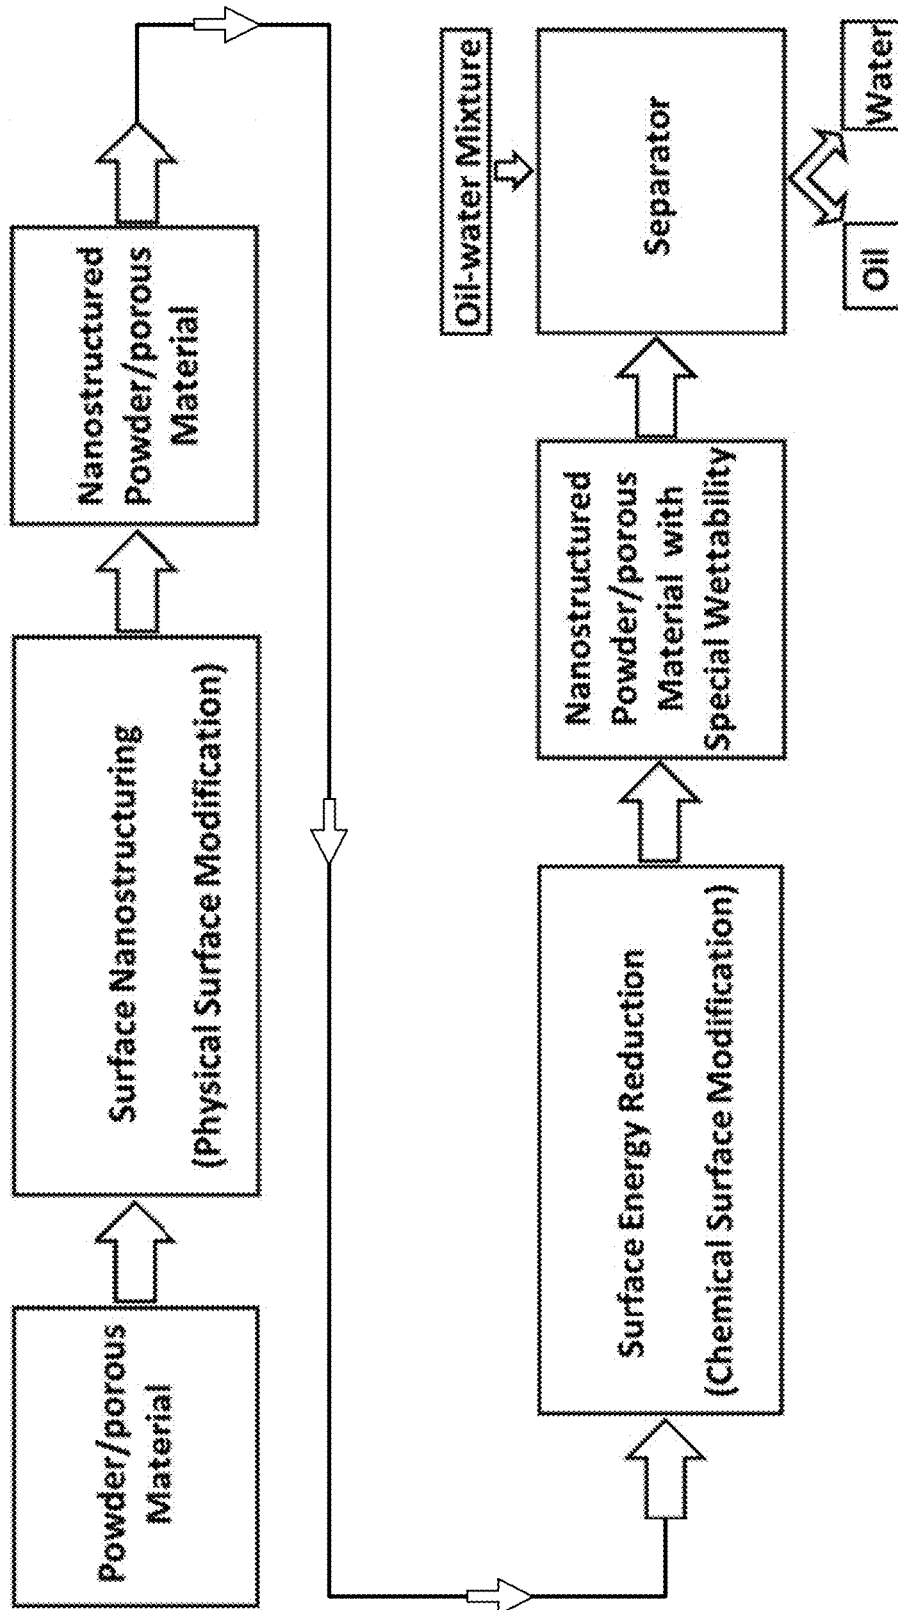 Powder/porous
Material
Surface Nanostructuring
(Physical Surface Modification)
Nanostructured
Powder/porous
Material
Surface Energy Reduction
(Chemical Surface Modification)
Nanostructured
Powder/porous
Material with
Special Wettability
Oil-water Mixture
Separator
Oil
Water